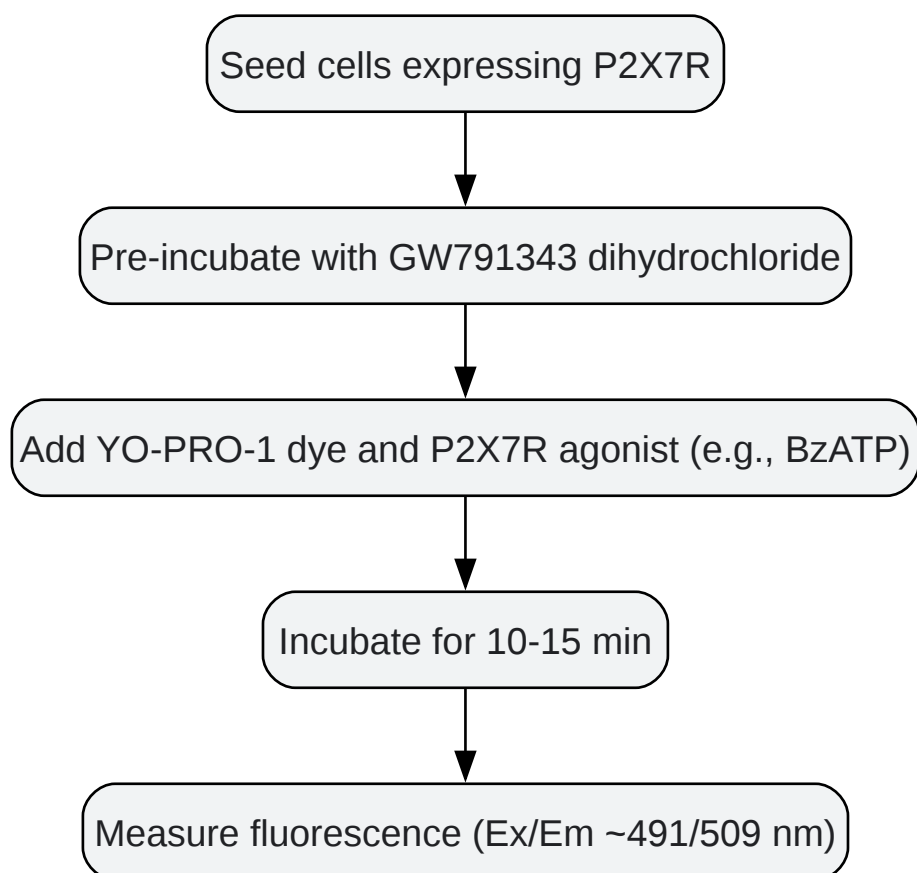 Seed cells expressing P2X7R
Pre-incubate with GW791343 dihydrochloride
Add YO-PRO-1 dye and P2X7R agonist (e.g., BzATP)
Incubate for 10-15 min
Measure fluorescence (Ex/Em ~491/509 nm)